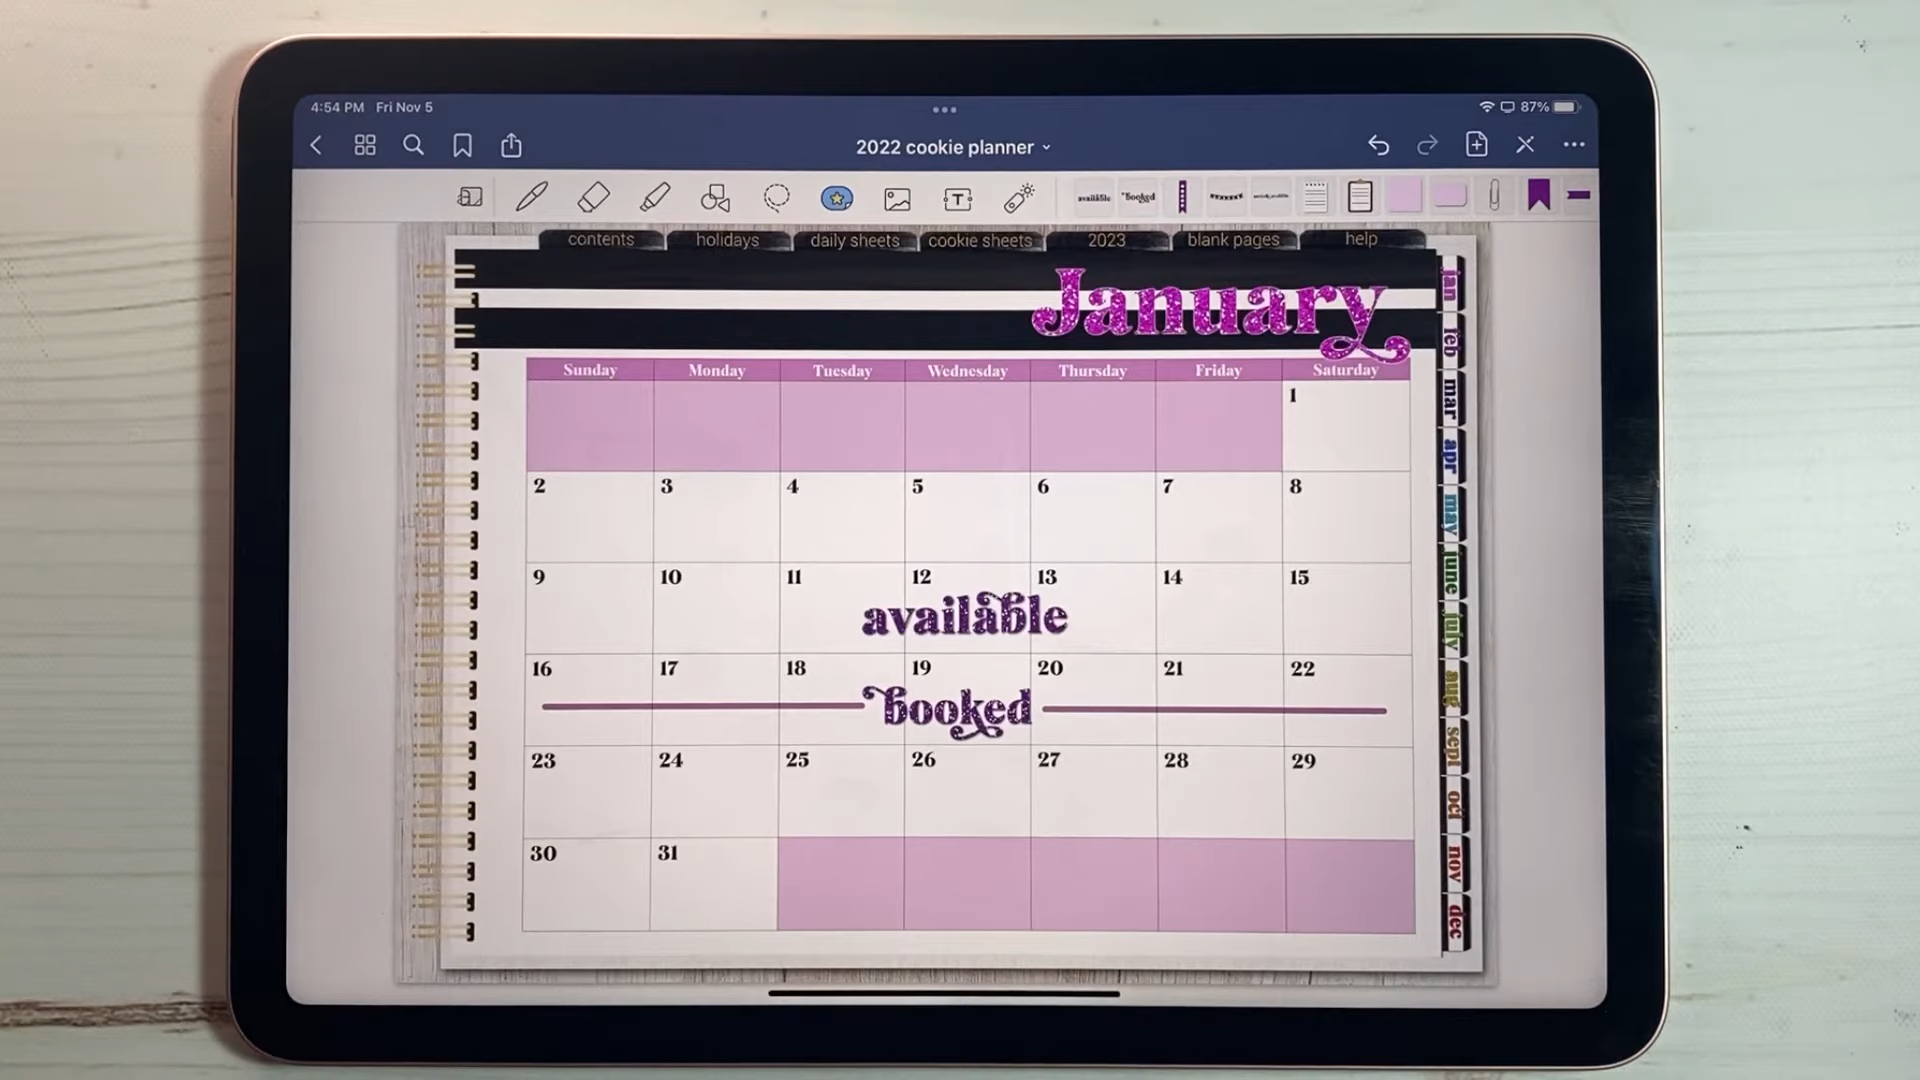 4:54 PM Fri Nov 5
87%
2022 cookie planner
available booked
contents holidays daily sheets cookie sheets 2023 blank pages help
January
Sunday Monday Tuesday Wednesday Thursday Friday Saturday
1
2 3 4 5 6 7 8
9 10 11 12 13 14 15
available
16 17 18 19 20 21 22
booked
23 24 25 26 27 28 29
30 31
jan
feb
mar
apr
may
june
july
aug
sept
oct
nov
dec